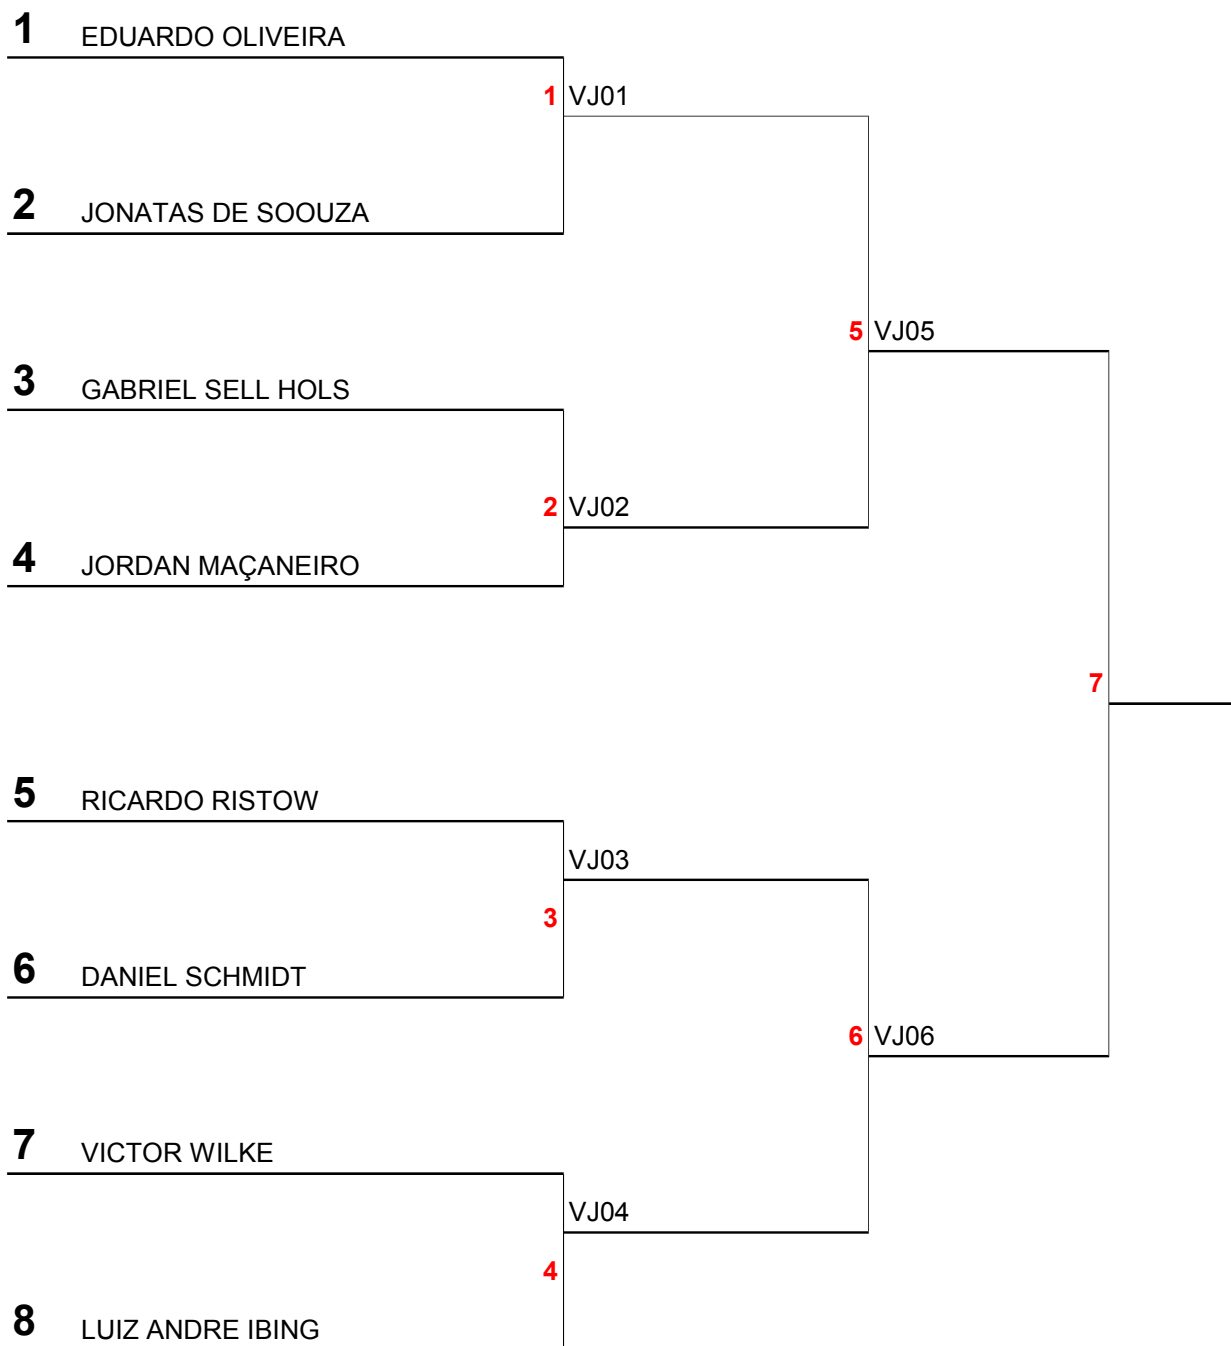 1 EDUARDO OLIVEIRA
1 VJ01
2 JONATAS DE SOOUZA
5 VJ05
3 GABRIEL SELL HOLS
2 VJ02
4 JORDAN MAÇANEIRO
7
5 RICARDO RISTOW
VJ03
3
6 DANIEL SCHMIDT
6 VJ06
7 VICTOR WILKE
VJ04
4
8 LUIZ ANDRE IBING